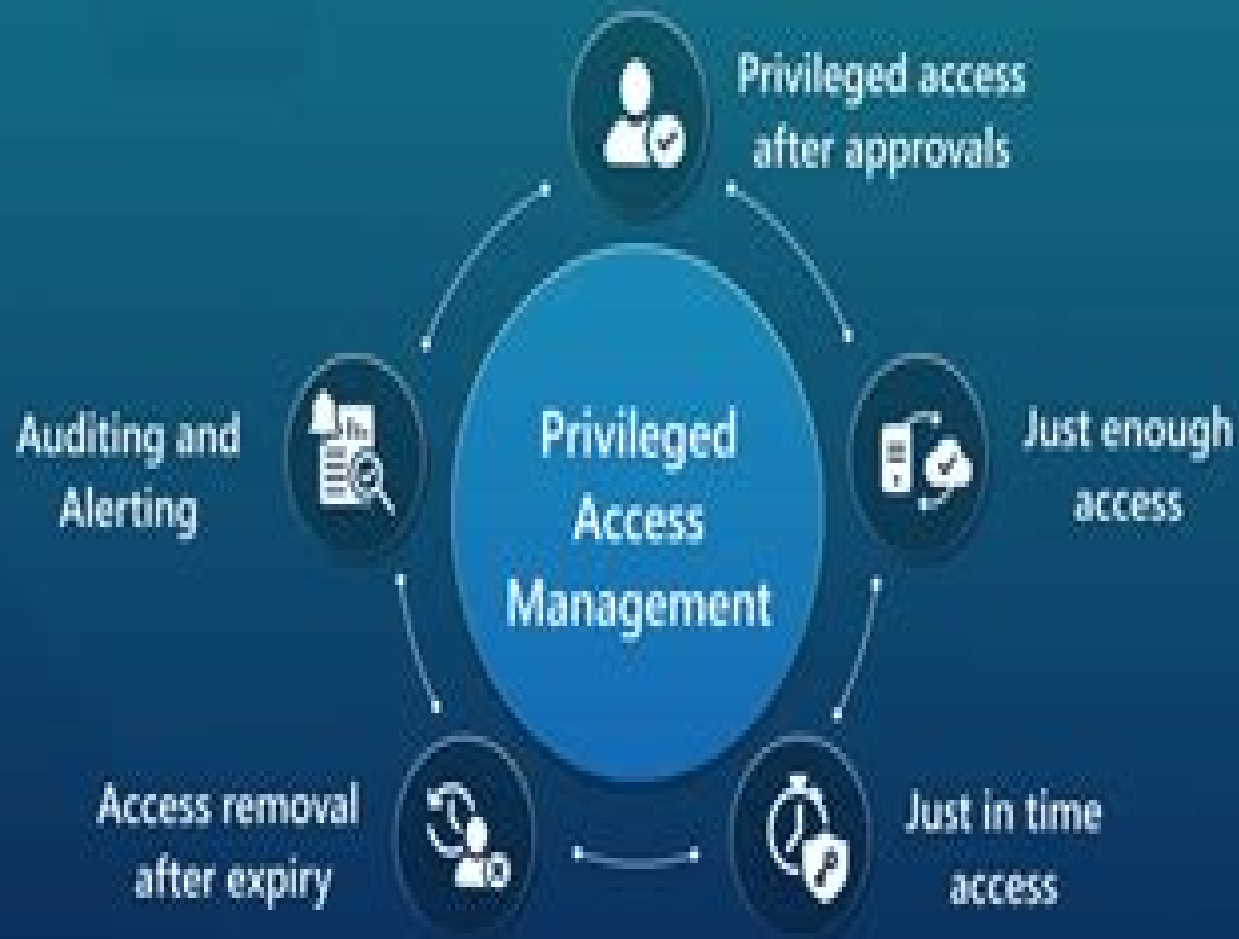 Privileged access
after approvals
Just enough
access
Just in time
access
Access removal
after expiry
Auditing and
Alerting
Privileged
Access
Management